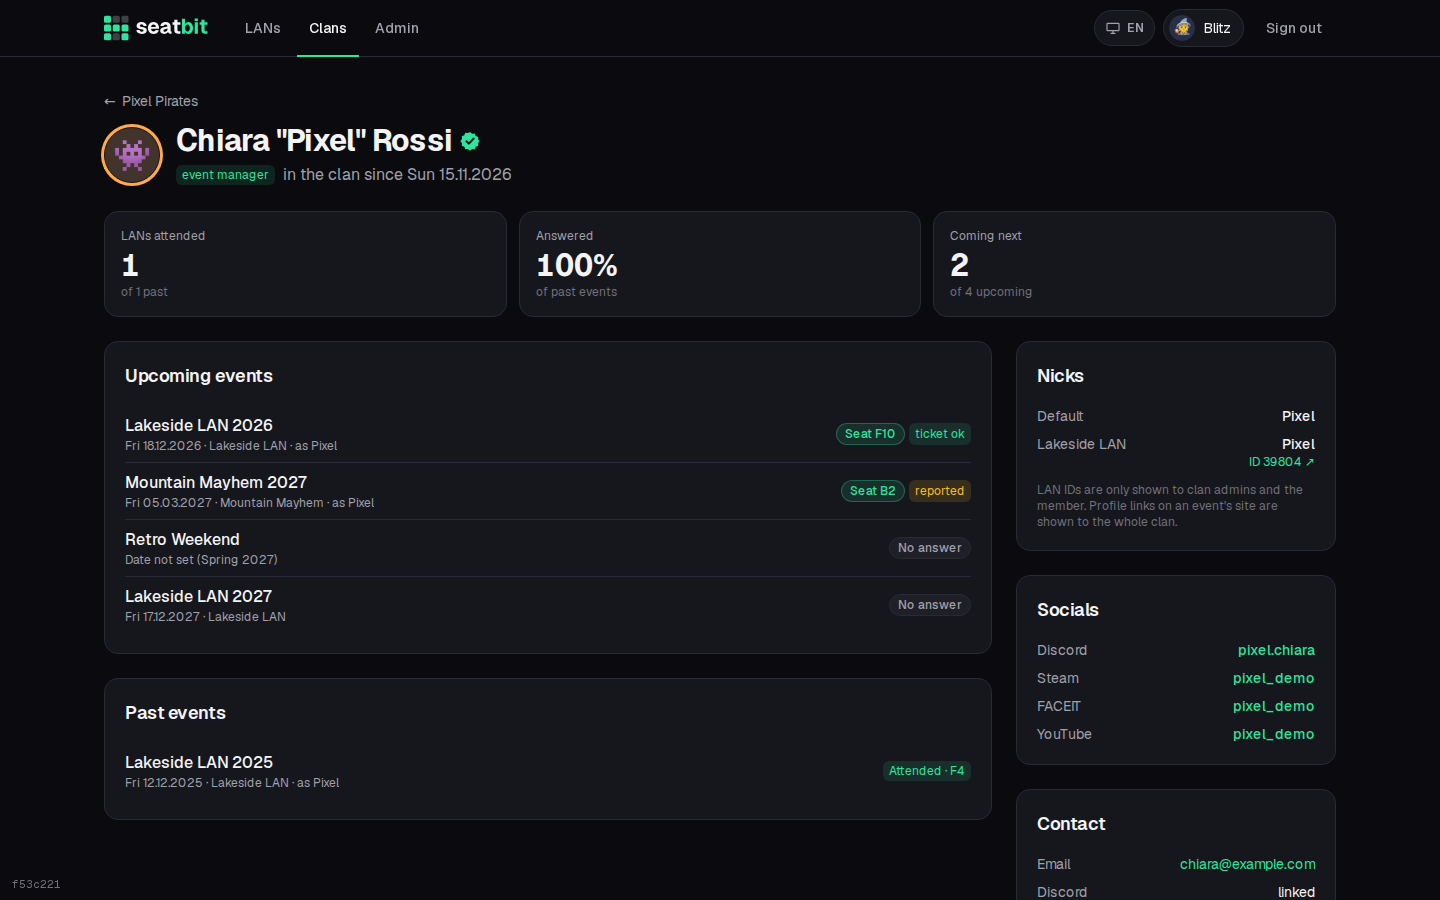 seatbit
LANs
Clans
Admin
EN
Blitz
Sign out
← Pixel Pirates
Chiara "Pixel" Rossi
event manager
in the clan since Sun 15.11.2026
LANs attended
1
of 1 past
Answered
100%
of past events
Coming next
2
of 4 upcoming
Upcoming events
Lakeside LAN 2026
Fri 18.12.2026 · Lakeside LAN · as Pixel
Seat F10
ticket ok
Mountain Mayhem 2027
Fri 05.03.2027 · Mountain Mayhem · as Pixel
Seat B2
reported
Retro Weekend
Date not set (Spring 2027)
No answer
Lakeside LAN 2027
Fri 17.12.2027 · Lakeside LAN
No answer
Past events
Lakeside LAN 2025
Fri 12.12.2025 · Lakeside LAN · as Pixel
Attended · F4
Nicks
Default
Pixel
Lakeside LAN
Pixel
ID 39804 ↗
LAN IDs are only shown to clan admins and the
member. Profile links on an event's site are
shown to the whole clan.
Socials
Discord
pixel.chiara
Steam
pixel_demo
FACEIT
pixel_demo
YouTube
pixel_demo
Contact
Email
chiara@example.com
Discord
linked
f53c221